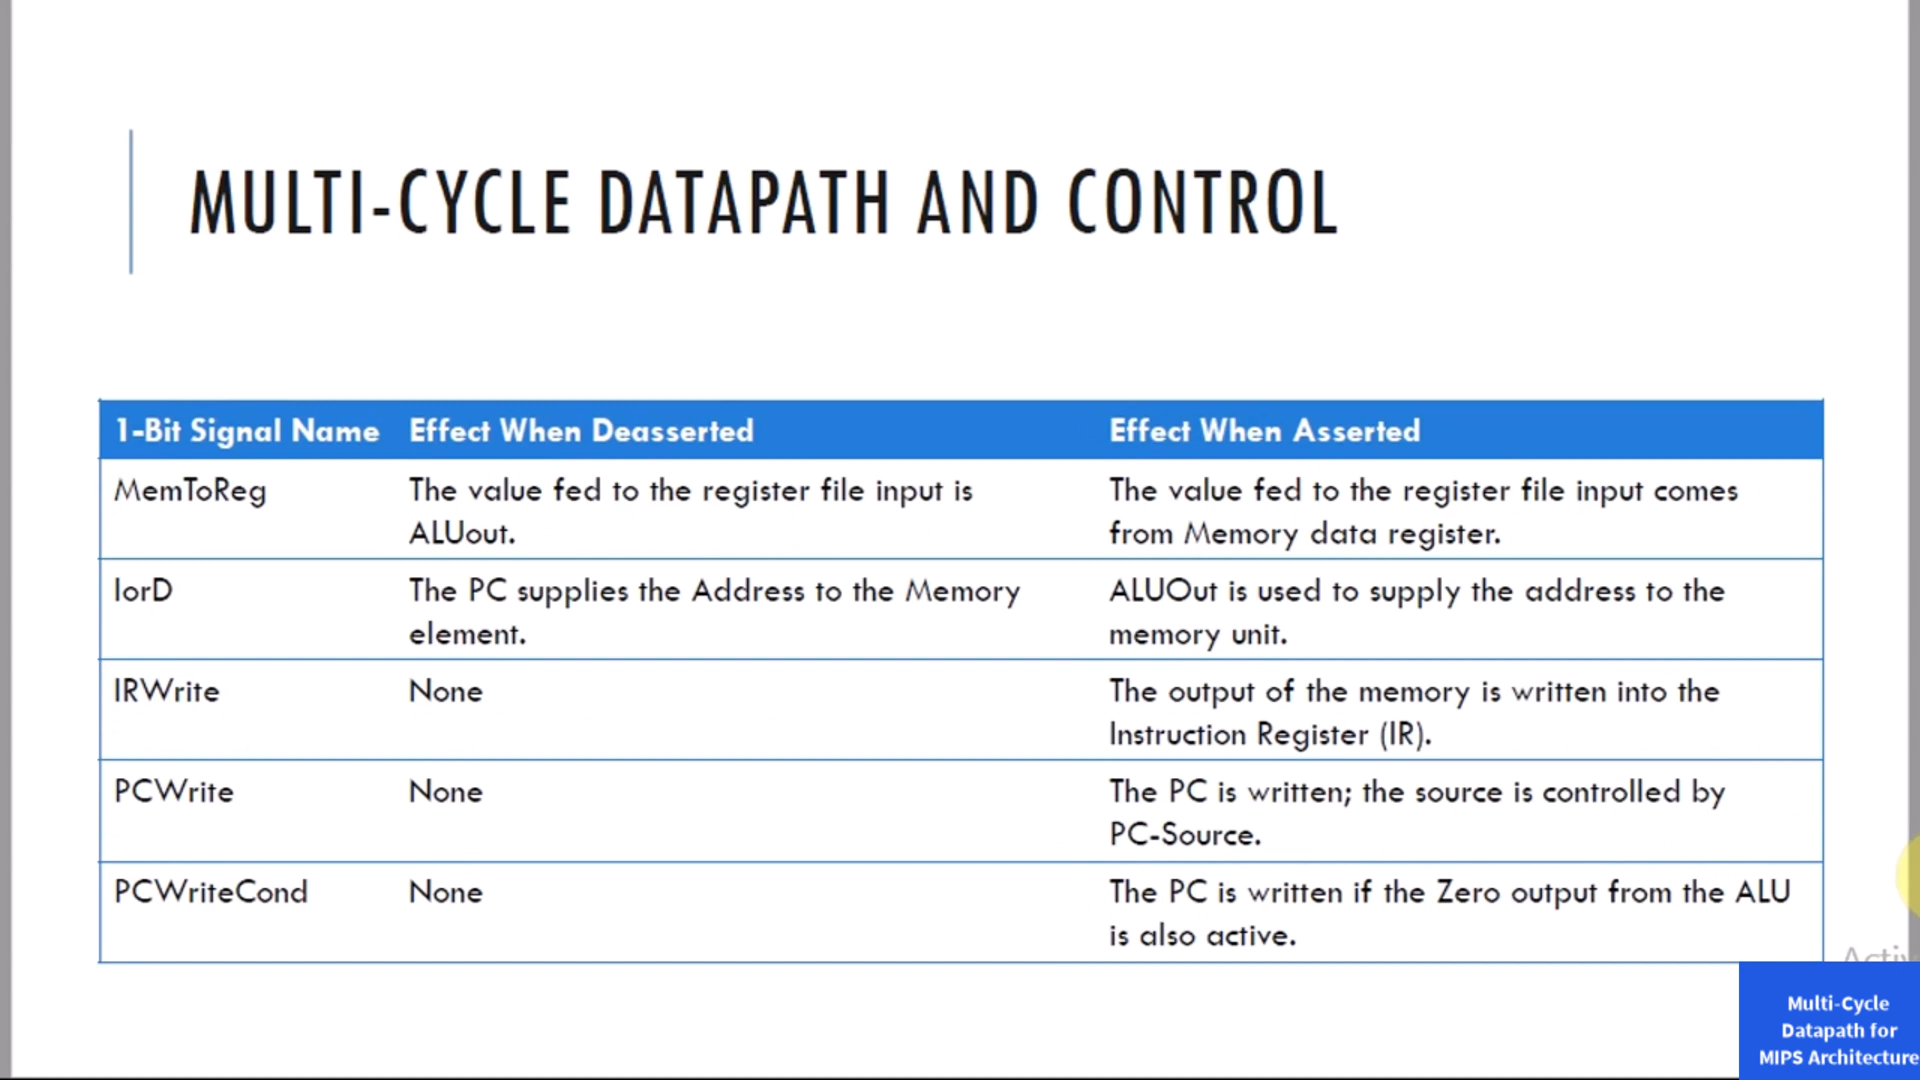 MULTI-CYCLE DATAPATH AND CONTROL
1-Bit Signal Name Effect When Deasserted Effect When Asserted
MemToReg The value fed to the register file input is The value fed to the register file input comes
ALUout. from Memory data register.
IorD The PC supplies the Address to the Memory ALUOut is used to supply the address to the
element. memory unit.
IRWrite None The output of the memory is written into the
Instruction Register (IR).
PCWrite None The PC is written; the source is controlled by
PC-Source.
PCWriteCond None The PC is written if the Zero output from the ALU
is also active.
Multi-Cycle
Datapath for
MIPS Architecture